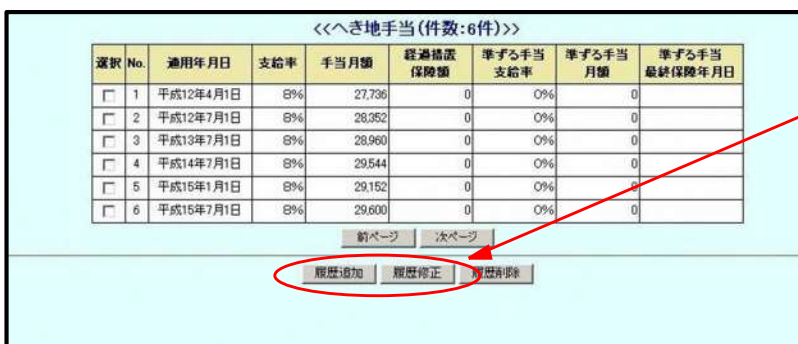 <<へき地手当(件数:6件)>>
選択 No. 適用年月日 支給率 手当月額 経過措置保障額 準ずる手当支給率 準ずる手当月額 準ずる手当最終保障年月日
1 平成12年4月1日 8% 27,736 0 0% 0
2 平成12年7月1日 8% 28,352 0 0% 0
3 平成13年7月1日 8% 28,960 0 0% 0
4 平成14年7月1日 8% 29,544 0 0% 0
5 平成15年1月1日 8% 29,152 0 0% 0
6 平成15年7月1日 8% 29,600 0 0% 0
前ページ 次ページ
履歴追加 履歴修正 履歴削除